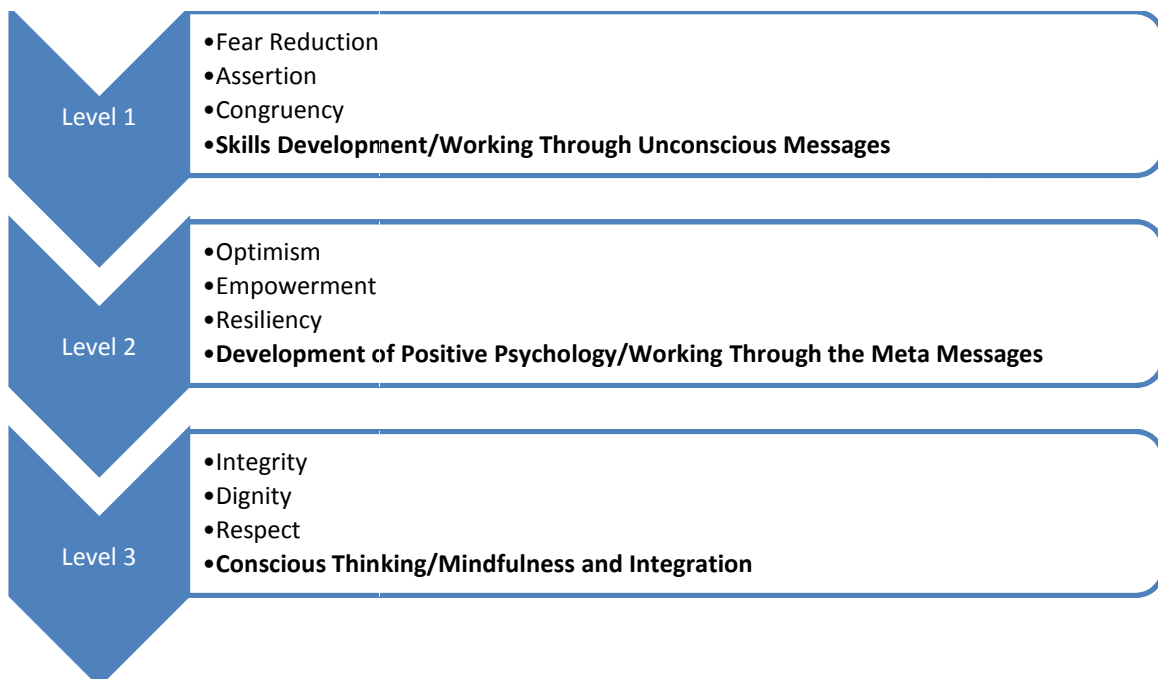 Level 1
•Fear Reduction
•Assertion
•Congruency
•Skills Development/Working Through Unconscious Messages
Level 2
•Optimism
•Empowerment
•Resiliency
•Development of Positive Psychology/Working Through the Meta Messages
Level 3
•Integrity
•Dignity
•Respect
•Conscious Thinking/Mindfulness and Integration